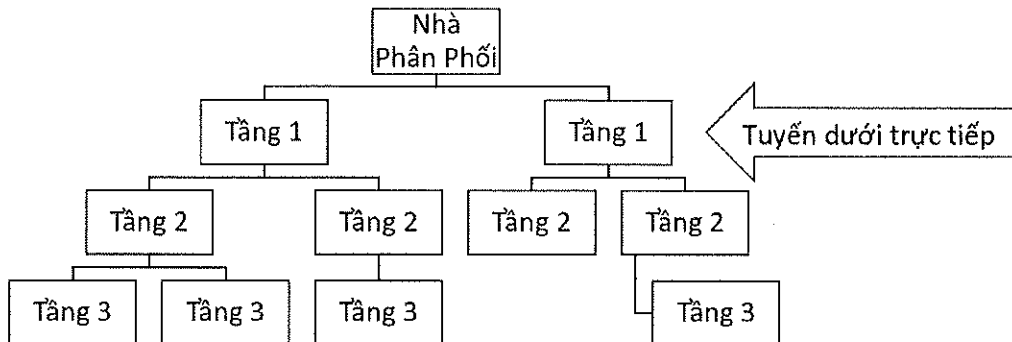 Nhà
Phân Phối
Tầng 1
Tầng 1
Tuyến dưới trực tiếp
Tầng 2
Tầng 2
Tầng 2
Tầng 2
Tầng 3
Tầng 3
Tầng 3
Tầng 3